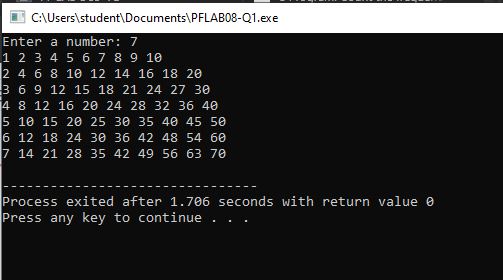 C:\Users\student\Documents\PFLAB08-Q1.exe
Enter a number: 7
1 2 3 4 5 6 7 8 9 10
2 4 6 8 10 12 14 16 18 20
3 6 9 12 15 18 21 24 27 30
4 8 12 16 20 24 28 32 36 40
5 10 15 20 25 30 35 40 45 50
6 12 18 24 30 36 42 48 54 60
7 14 21 28 35 42 49 56 63 70
--------------------------------
Process exited after 1.706 seconds with return value 0
Press any key to continue . . .